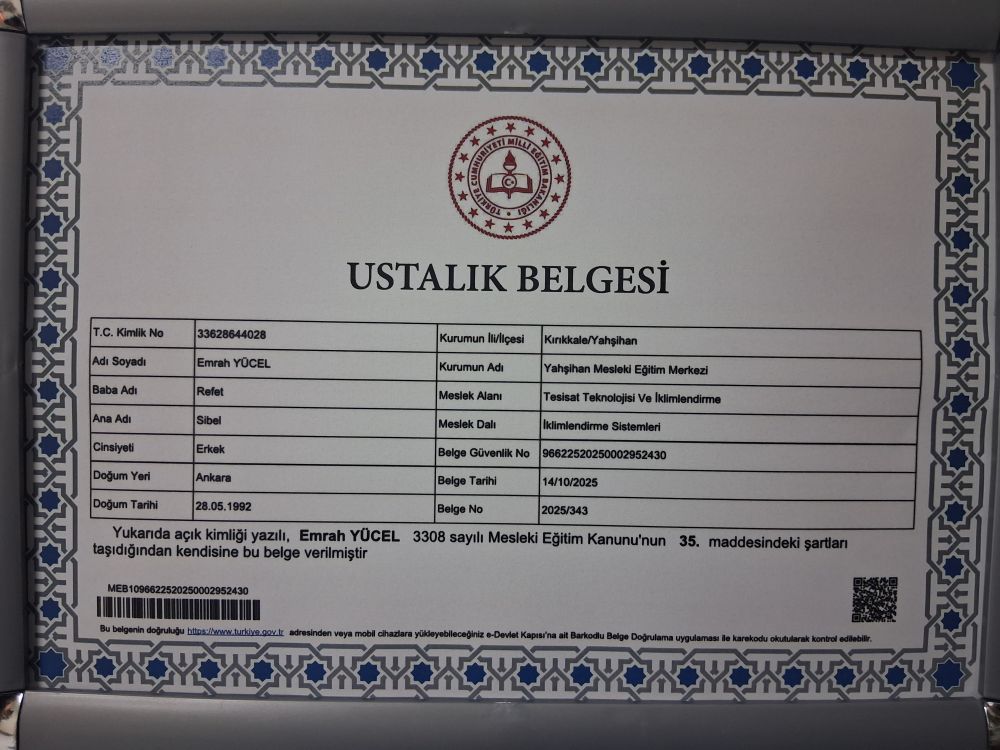 TÜRKİYE CUMHURİYETİ MİLLÎ EĞİTİM BAKANLIĞI
USTALIK BELGESİ
T.C. Kimlik No 33628644028 Kurumun İli/İlçesi Kırıkkale/Yahşihan
Adı Soyadı Emrah YÜCEL Kurumun Adı Yahşihan Mesleki Eğitim Merkezi
Baba Adı Refet Meslek Alanı Tesisat Teknolojisi Ve İklimlendirme
Ana Adı Sibel Meslek Dalı İklimlendirme Sistemleri
Cinsiyeti Erkek Belge Güvenlik No 96622520250002952430
Doğum Yeri Ankara Belge Tarihi 14/10/2025
Doğum Tarihi 28.05.1992 Belge No 2025/343
Yukarıda açık kimliği yazılı, Emrah YÜCEL 3308 sayılı Mesleki Eğitim Kanunu'nun 35. maddesindeki şartları
taşıdığından kendisine bu belge verilmiştir
MEB1096622520250002952430
Bu belgenin doğruluğu https://www.turkiye.gov.tr adresinden veya mobil cihazlara yükleyebileceğiniz e-Devlet Kapısı'na ait Barkodlu Belge Doğrulama uygulaması ile karekodu okutularak kontrol edilebilir.